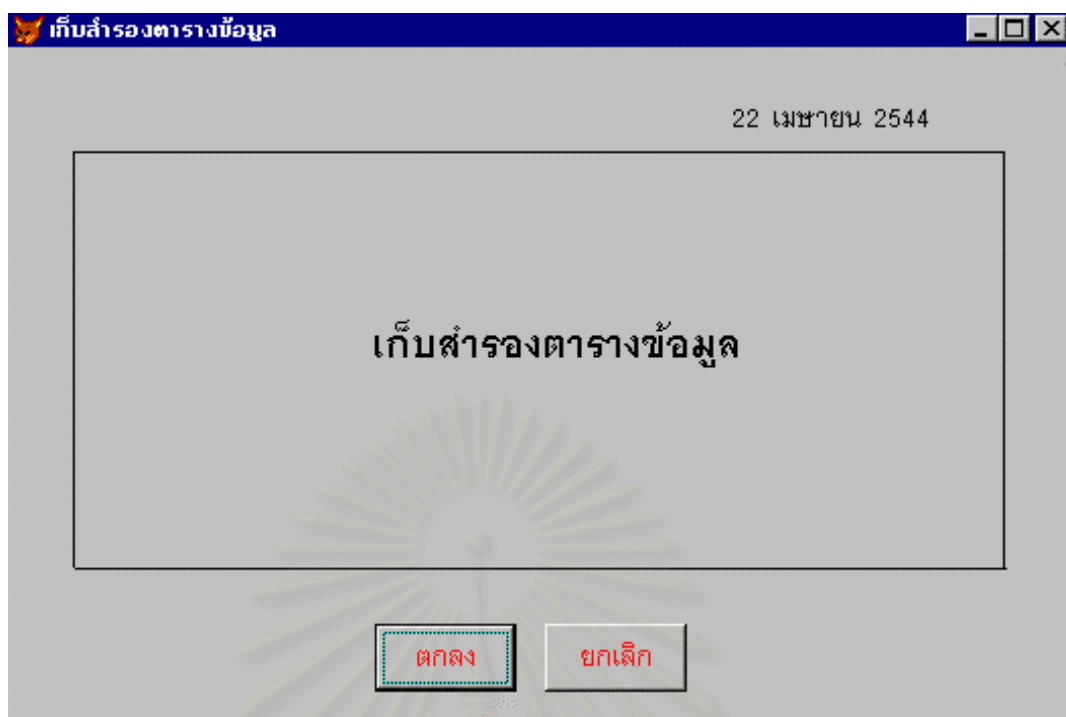 เก็บสำรองตารางข้อมูล
22 เมษายน 2544
เก็บสำรองตารางข้อมูล
ตกลง
ยกเลิก